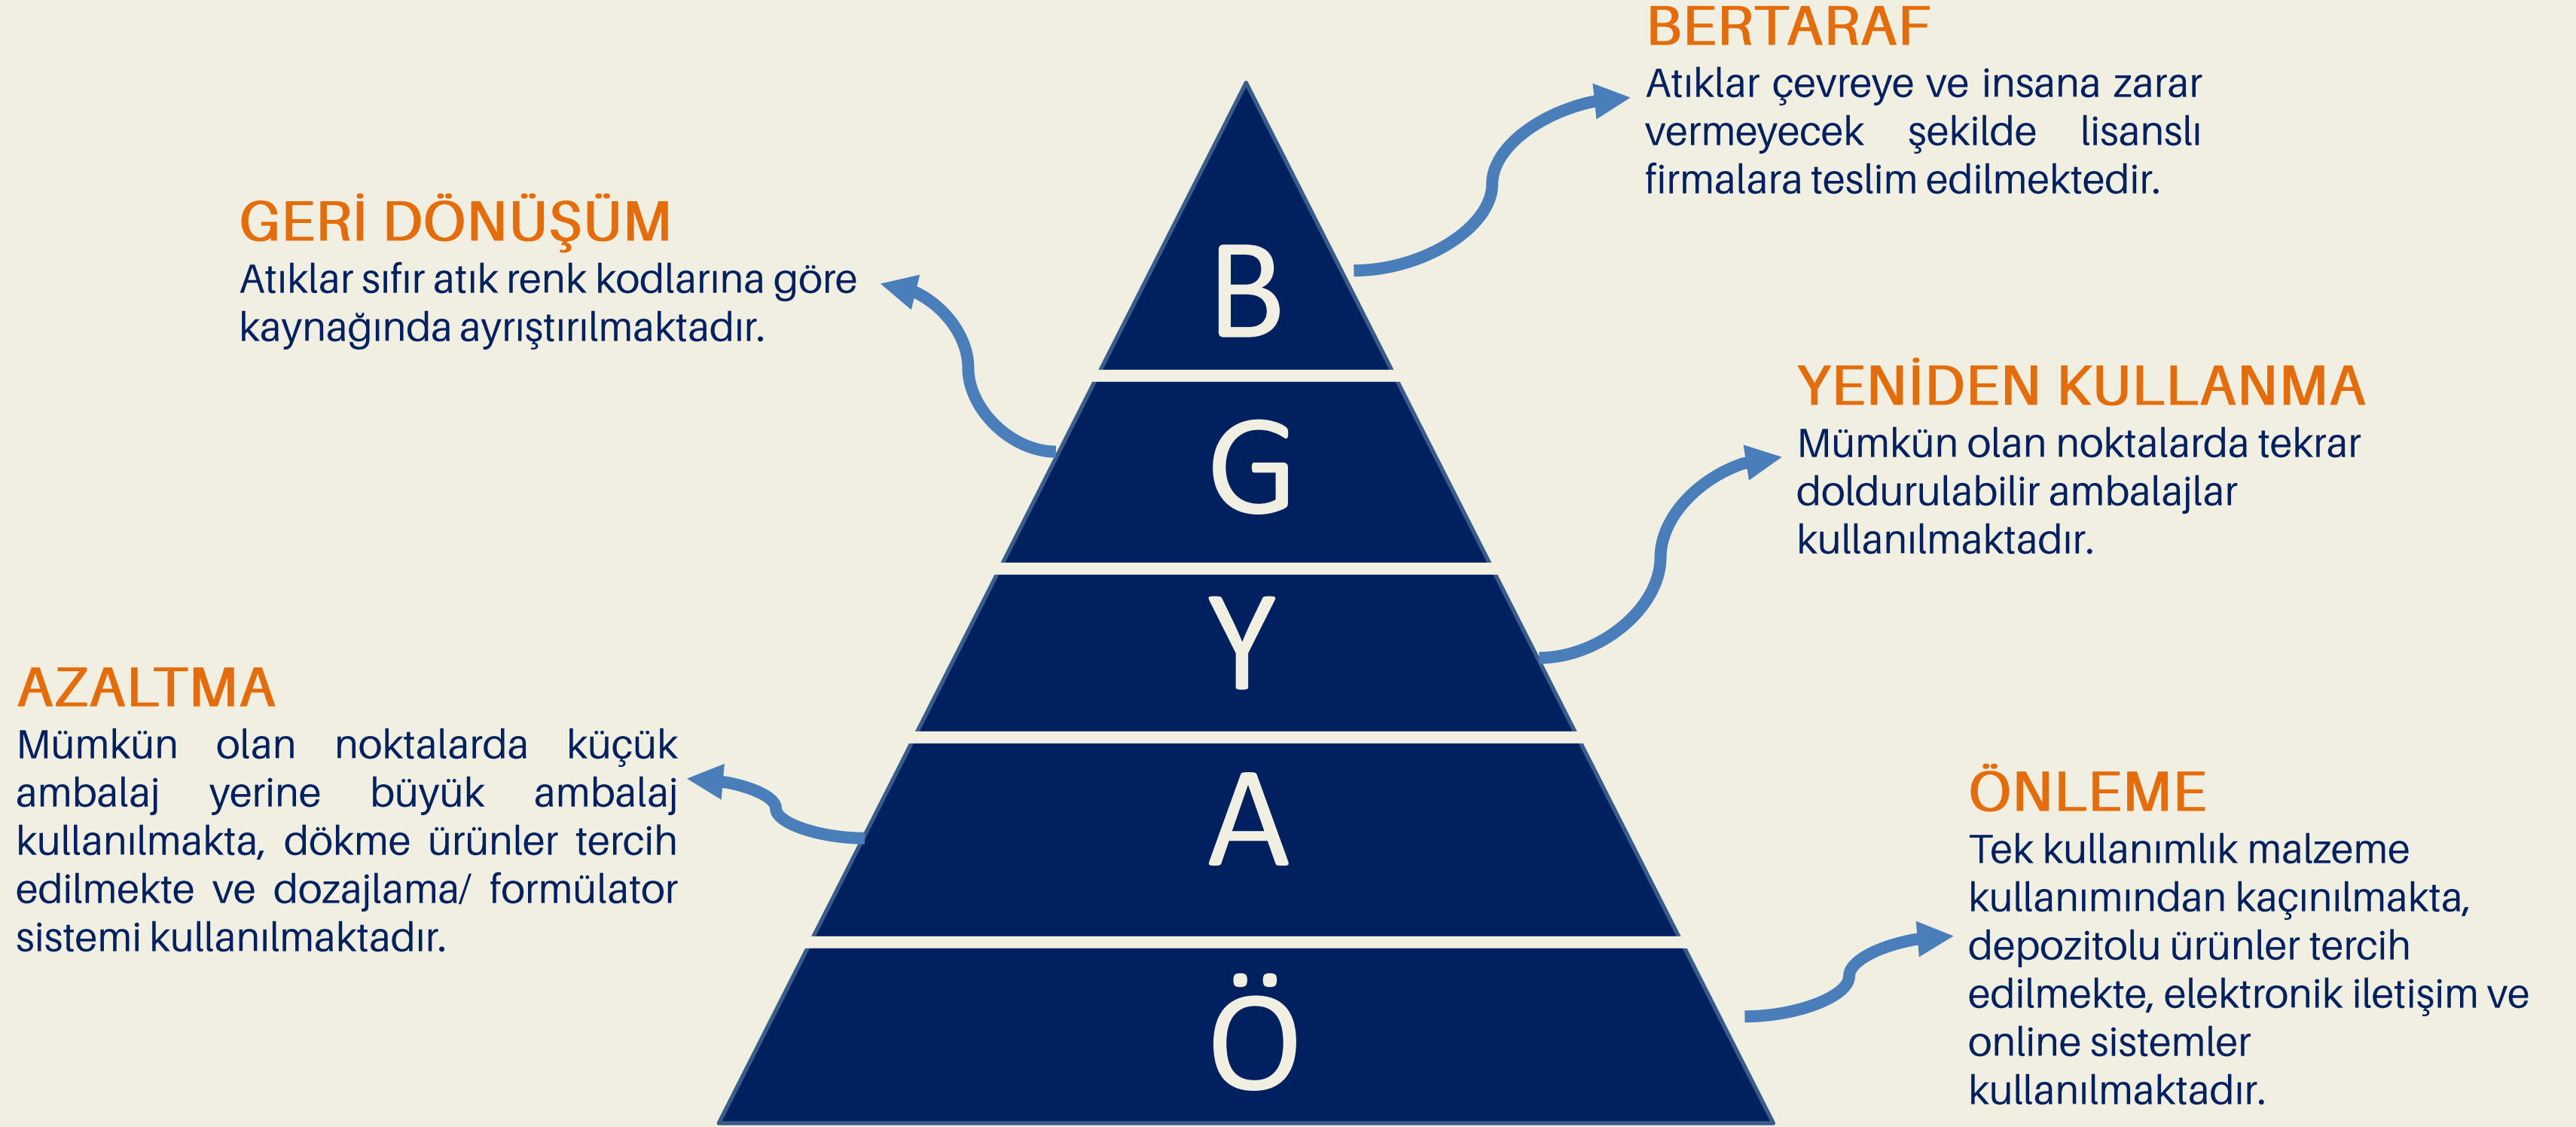 BERTARAF
Atıklar çevreye ve insana zarar
vermeyecek şekilde lisanslı
firmalara teslim edilmektedir.
GERİ DÖNÜŞÜM
Atıklar sıfır atık renk kodlarına göre
kaynağında ayrıştırılmaktadır.
B
YENİDEN KULLANMA
Mümkün olan noktalarda tekrar
doldurulabilir ambalajlar
kullanılmaktadır.
G
Y
AZALTMA
Mümkün olan noktalarda küçük
ambalaj yerine büyük ambalaj
kullanılmakta, dökme ürünler tercih
edilmekte ve dozajlama/ formülator
sistemi kullanılmaktadır.
A
ÖNLEME
Tek kullanımlık malzeme
kullanımından kaçınılmakta,
depozitolu ürünler tercih
edilmekte, elektronik iletişim ve
online sistemler
kullanılmaktadır.
Ö